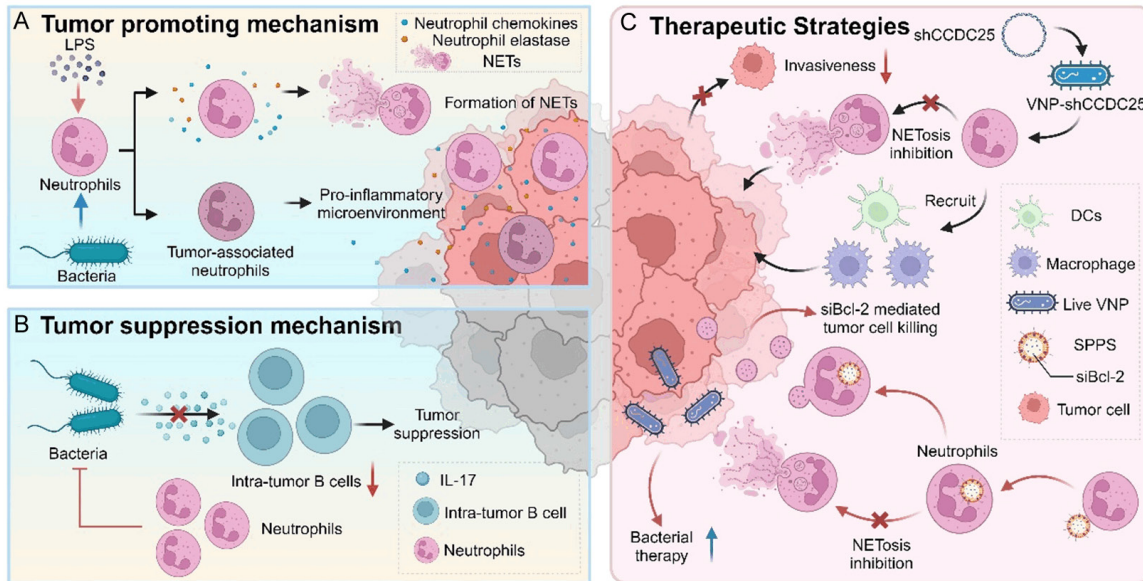 A Tumor promoting mechanism
LPS
Neutrophil chemokines
Neutrophil elastase
NETs
Formation of NETs
Neutrophils
Pro-inflammatory
microenvironment
Tumor-associated
neutrophils
Bacteria
B Tumor suppression mechanism
Bacteria
Intra-tumor B cells
Tumor
suppression
Neutrophils
IL-17
Intra-tumor B cell
Neutrophils
C Therapeutic Strategies
shCCDC25
Invasiveness
VNP-shCCDC25
NETosis
inhibition
Recruit
DCs
Macrophage
Live VNP
SPPS
siBcl-2
Tumor cell
siBcl-2 mediated
tumor cell killing
Neutrophils
NETosis
inhibition
Bacterial
therapy